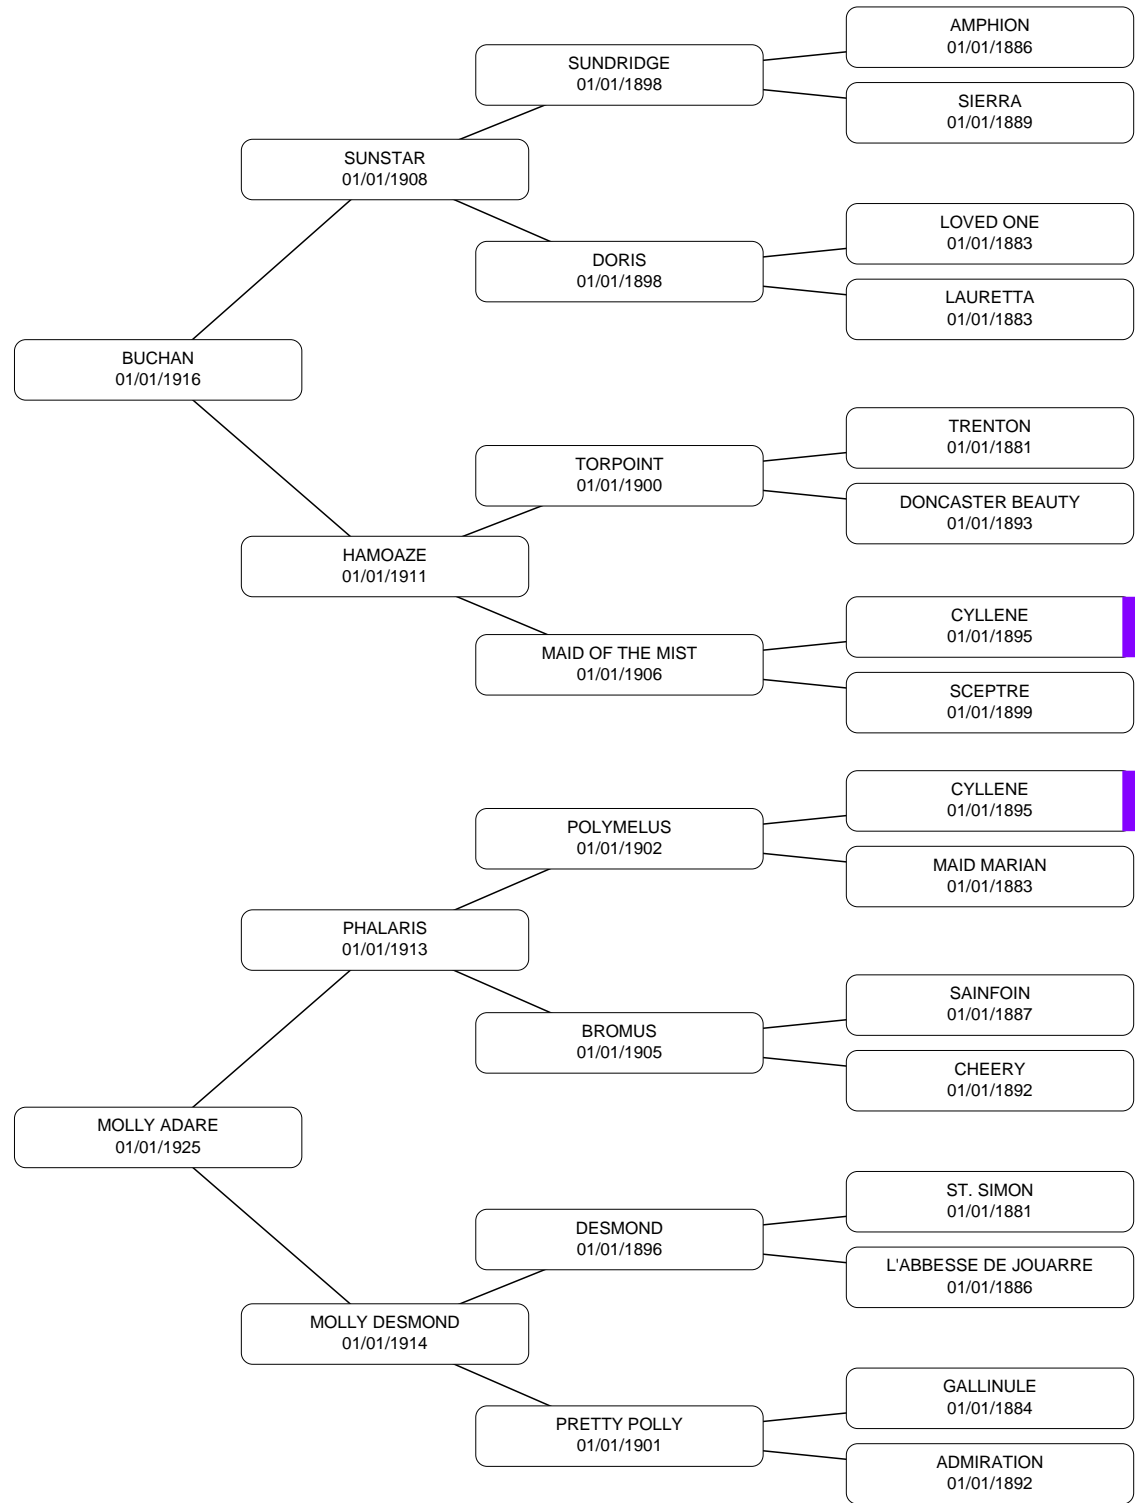 AMPHION
01/01/1886
SUNDRIDGE
01/01/1898
SIERRA
01/01/1889
SUNSTAR
01/01/1908
LOVED ONE
01/01/1883
DORIS
01/01/1898
LAURETTA
01/01/1883
BUCHAN
01/01/1916
TRENTON
01/01/1881
TORPOINT
01/01/1900
DONCASTER BEAUTY
01/01/1893
HAMOAZE
01/01/1911
CYLLENE
01/01/1895
MAID OF THE MIST
01/01/1906
SCEPTRE
01/01/1899
CYLLENE
01/01/1895
POLYMELUS
01/01/1902
MAID MARIAN
01/01/1883
PHALARIS
01/01/1913
SAINFOIN
01/01/1887
BROMUS
01/01/1905
CHEERY
01/01/1892
MOLLY ADARE
01/01/1925
ST. SIMON
01/01/1881
DESMOND
01/01/1896
L'ABBESSE DE JOUARRE
01/01/1886
MOLLY DESMOND
01/01/1914
GALLINULE
01/01/1884
PRETTY POLLY
01/01/1901
ADMIRATION
01/01/1892